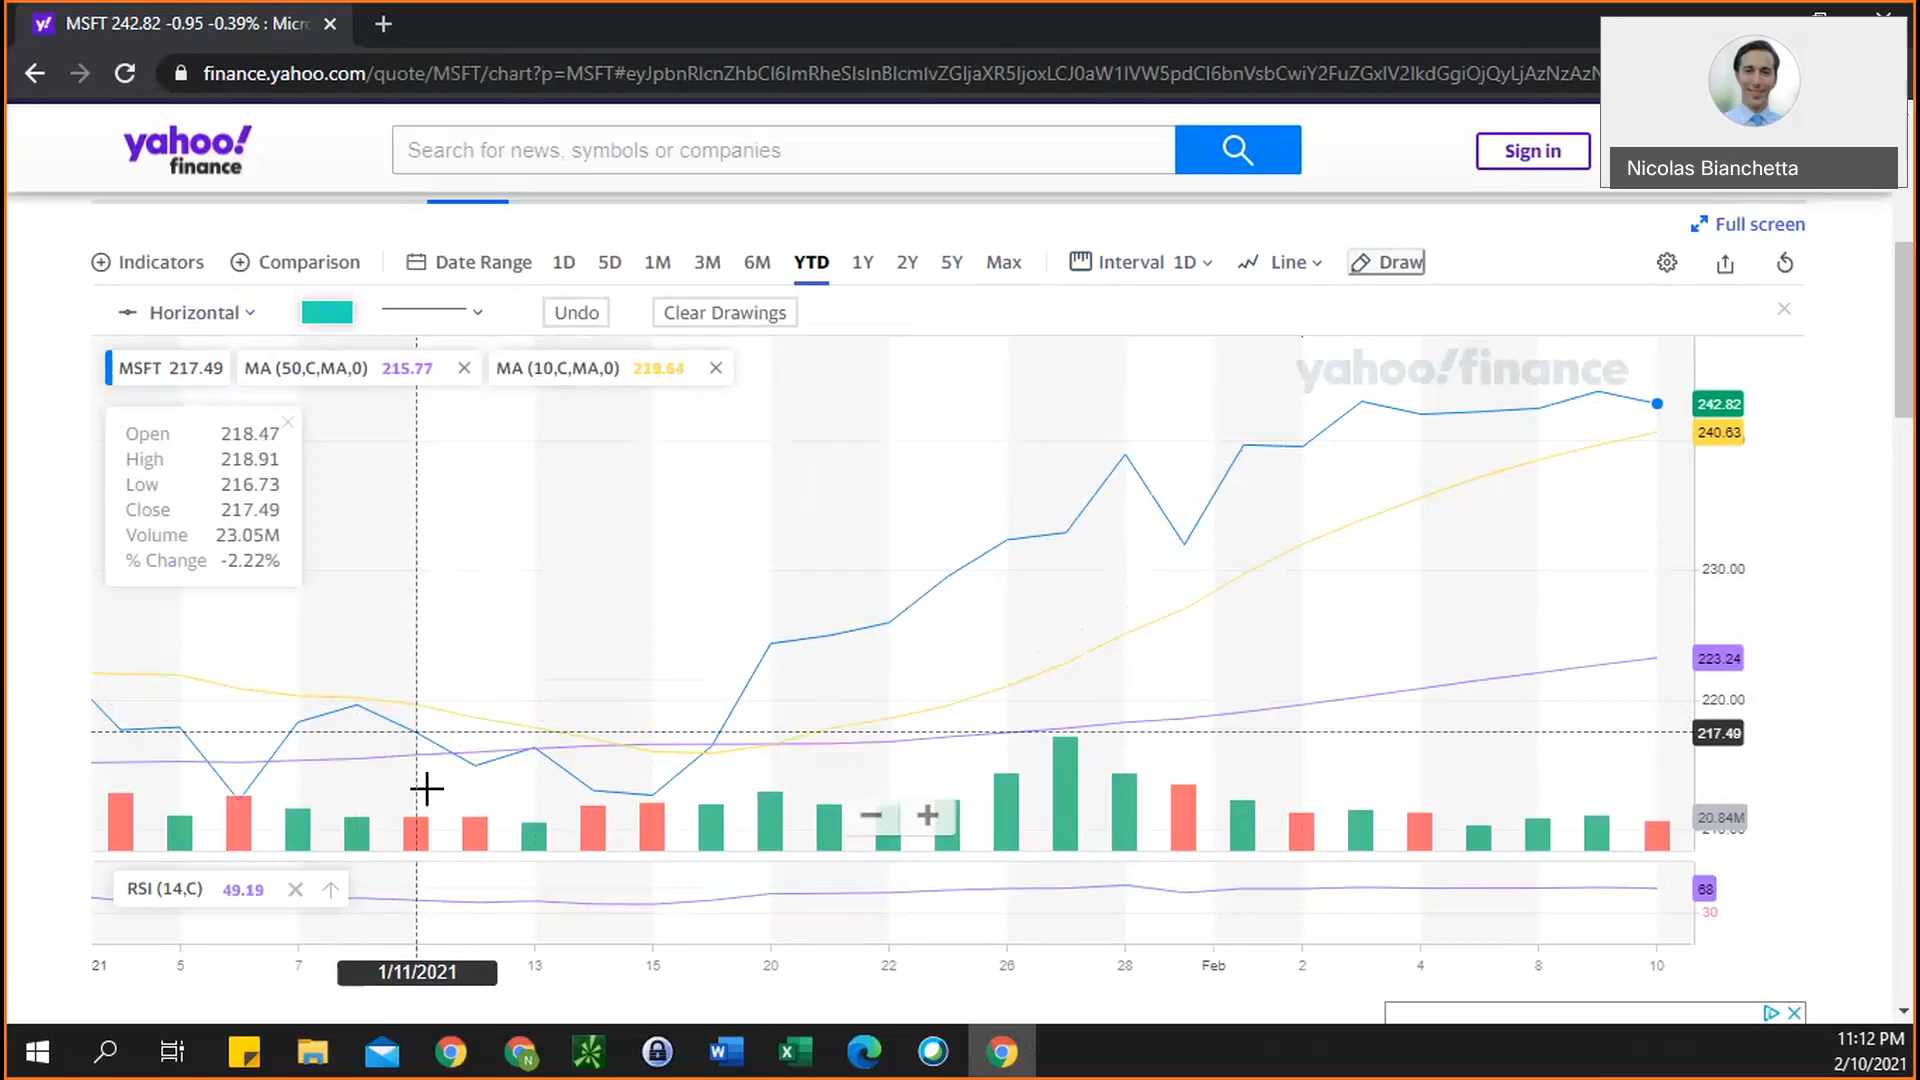 MSFT 242.82 -0.95 -0.39% : Micr
finance.yahoo.com/quote/MSFT/chart?p=MSFT#
yahoo!
finance
Search for news, symbols or companies
Sign in
Nicolas Bianchetta
Full screen
Indicators Comparison Date Range 1D 5D 1M 3M 6M YTD 1Y 2Y 5Y Max Interval 1D Line Draw
Horizontal Undo Clear Drawings
MSFT 217.49 MA (50,C,MA,0) 215.77 MA (10,C,MA,0) 219.64
yahoo!finance
Open 218.47
High 218.91
Low 216.73
Close 217.49
Volume 23.05M
% Change -2.22%
242.82
240.63
230.00
223.24
220.00
217.49
20.84M
RSI (14,C) 49.19
68
30
21 5 7 1/11/2021 13 15 20 22 26 28 Feb 2 4 8 10
N
11:12 PM
2/10/2021